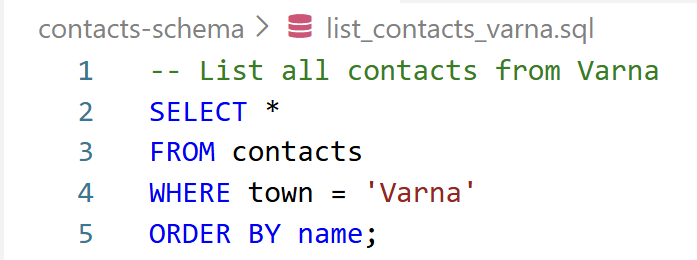 contacts-schema > list_contacts_varna.sql
1 -- List all contacts from Varna
2 SELECT *
3 FROM contacts
4 WHERE town = 'Varna'
5 ORDER BY name;